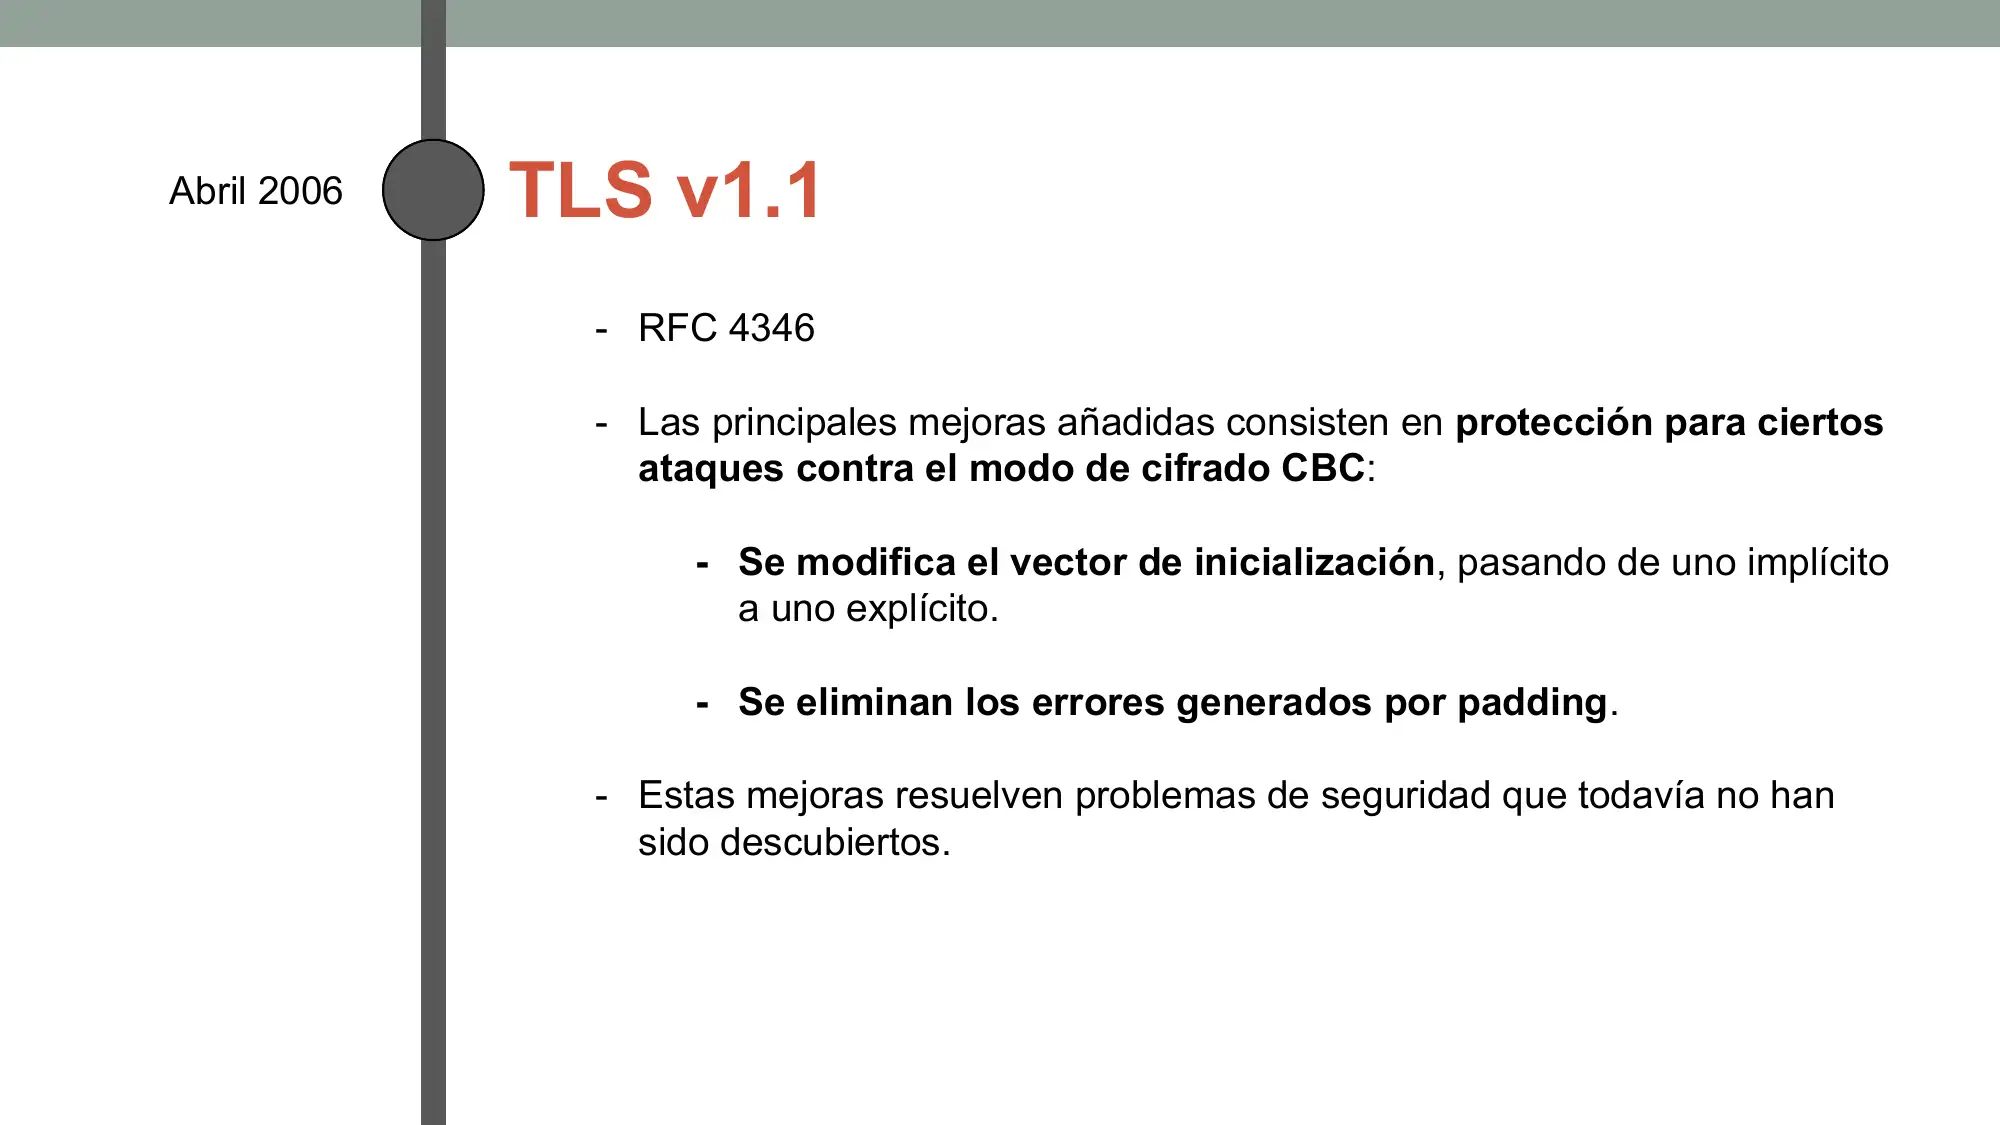 Abril 2006
TLS v1.1
- RFC 4346
- Las principales mejoras añadidas consisten en protección para ciertos
ataques contra el modo de cifrado CBC:
- Se modifica el vector de inicialización, pasando de uno implícito
a uno explícito.
- Se eliminan los errores generados por padding.
- Estas mejoras resuelven problemas de seguridad que todavía no han
sido descubiertos.